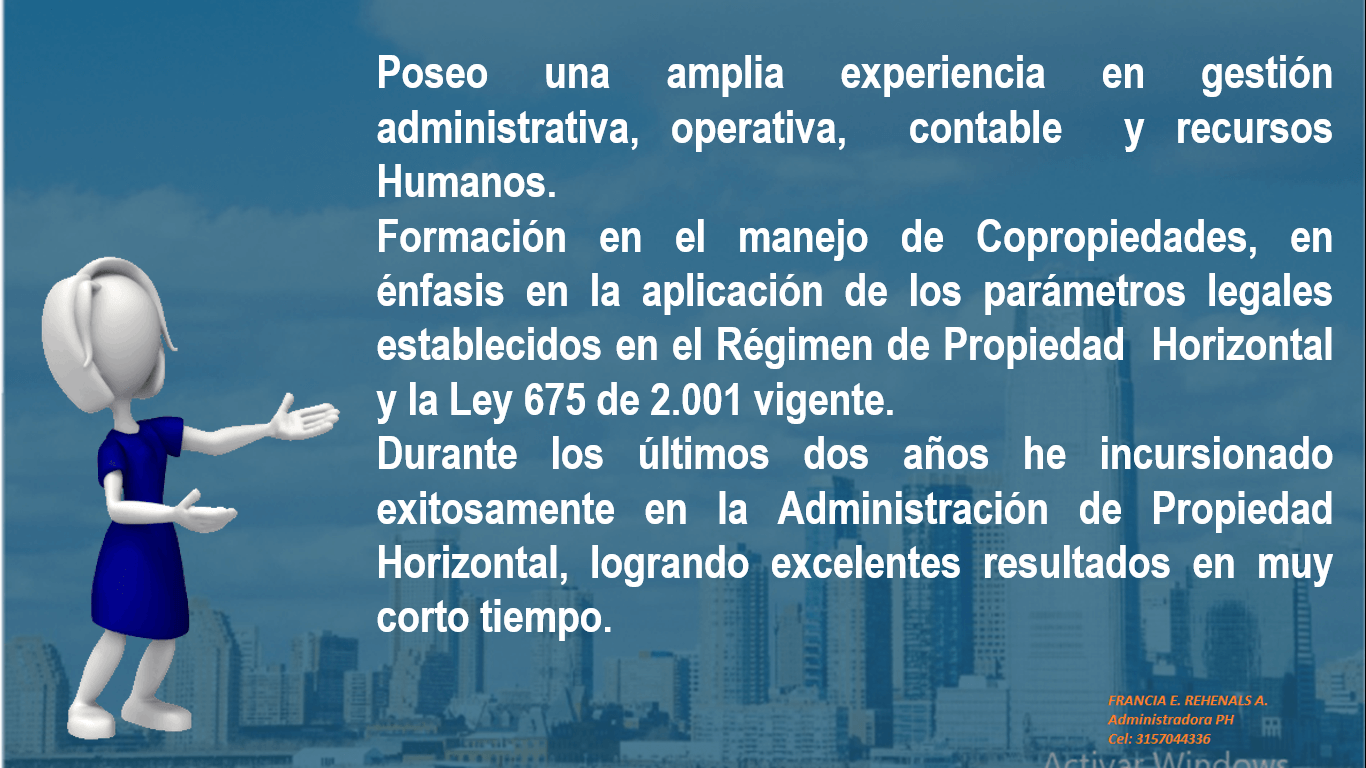 Poseo una amplia experiencia en gestión
administrativa, operativa, contable y recursos
Humanos.
Formación en el manejo de Copropiedades, en
énfasis en la aplicación de los parámetros legales
establecidos en el Régimen de Propiedad Horizontal
y la Ley 675 de 2.001 vigente.
Durante los últimos dos años he incursionado
exitosamente en la Administración de Propiedad
Horizontal, logrando excelentes resultados en muy
corto tiempo.
FRANCIA E. REHENALS A.
Administradora PH
Cel: 3157044336
Activar Windows